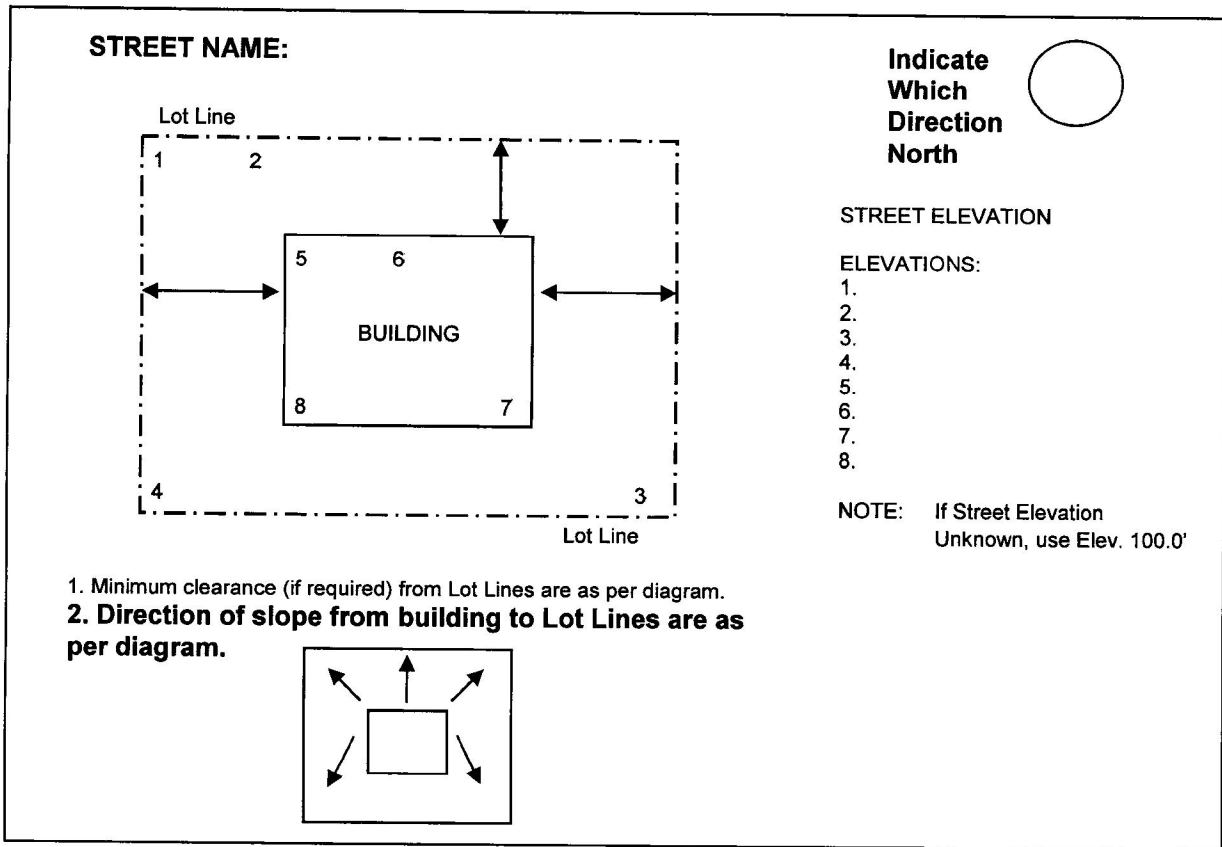 STREET NAME:
Indicate
Which
Direction
North
Lot Line
1 2
5 6
BUILDING
8 7
4 3
Lot Line
STREET ELEVATION
ELEVATIONS:
1.
2.
3.
4.
5.
6.
7.
8.
NOTE: If Street Elevation
Unknown, use Elev. 100.0'
1. Minimum clearance (if required) from Lot Lines are as per diagram.
2. Direction of slope from building to Lot Lines are as
per diagram.